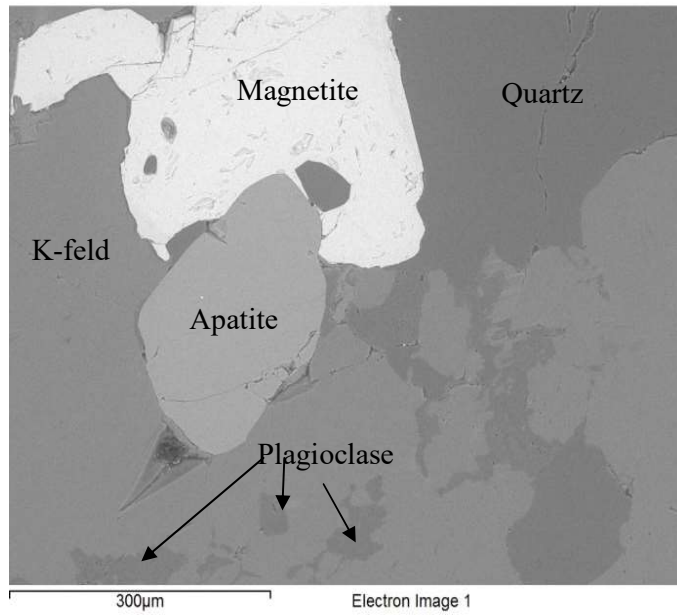 Magnetite
Quartz
K-feld
Apatite
Plagioclase
300µm
Electron Image 1